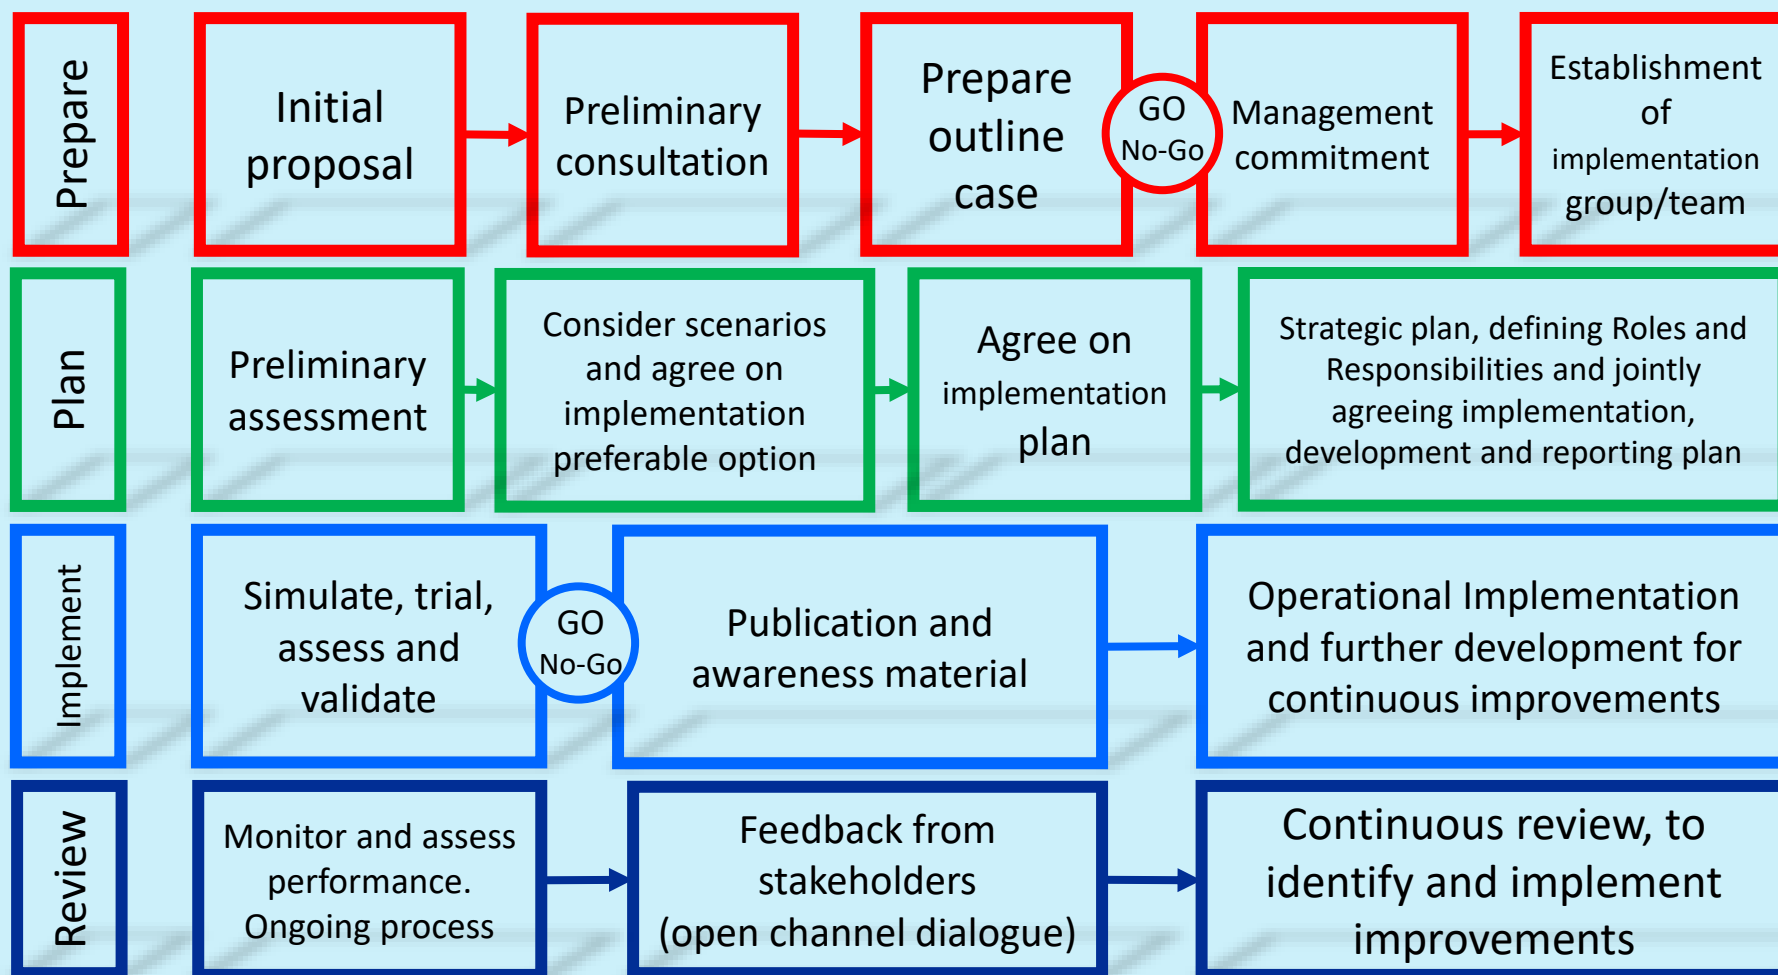 Prepare
Initial
proposal
Preliminary
consultation
Prepare
outline
case
GO
No-Go
Management
commitment
Establishment
of
implementation
group/team
Plan
Preliminary
assessment
Consider scenarios
and agree on
implementation
preferable option
Agree on
implementation
plan
Strategic plan, defining Roles and
Responsibilities and jointly
agreeing implementation,
development and reporting plan
Implement
Simulate, trial,
assess and
validate
GO
No-Go
Publication and
awareness material
Operational Implementation
and further development for
continuous improvements
Review
Monitor and assess
performance.
Ongoing process
Feedback from
stakeholders
(open channel dialogue)
Continuous review, to
identify and implement
improvements